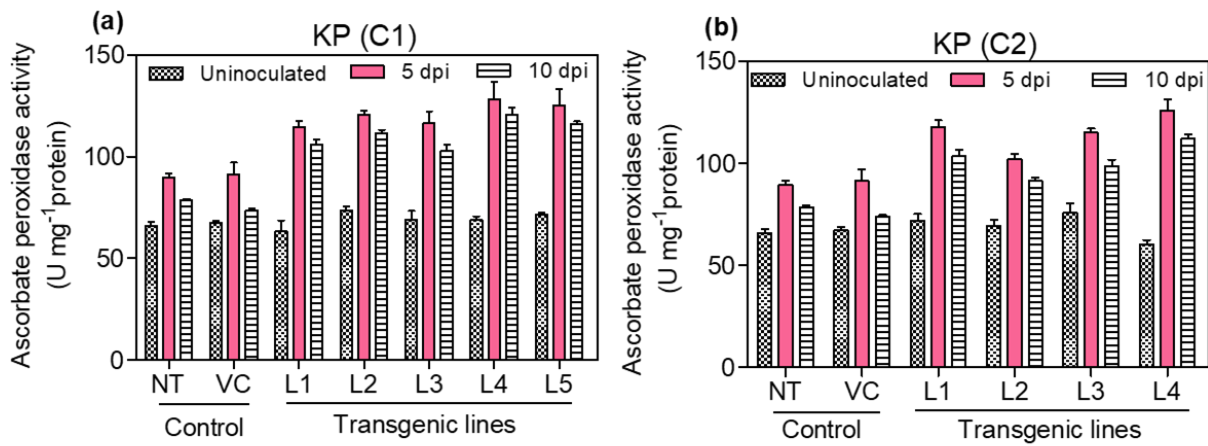 (a)
KP (C1)
Ascorbate peroxidase activity
(U mg⁻¹protein)
150
100
50
0
Uninoculated 5 dpi 10 dpi
NT VC L1 L2 L3 L4 L5
Control Transgenic lines
(b)
KP (C2)
Ascorbate peroxidase activity
(U mg⁻¹protein)
150
100
50
0
Uninoculated 5 dpi 10 dpi
NT VC L1 L2 L3 L4
Control Transgenic lines